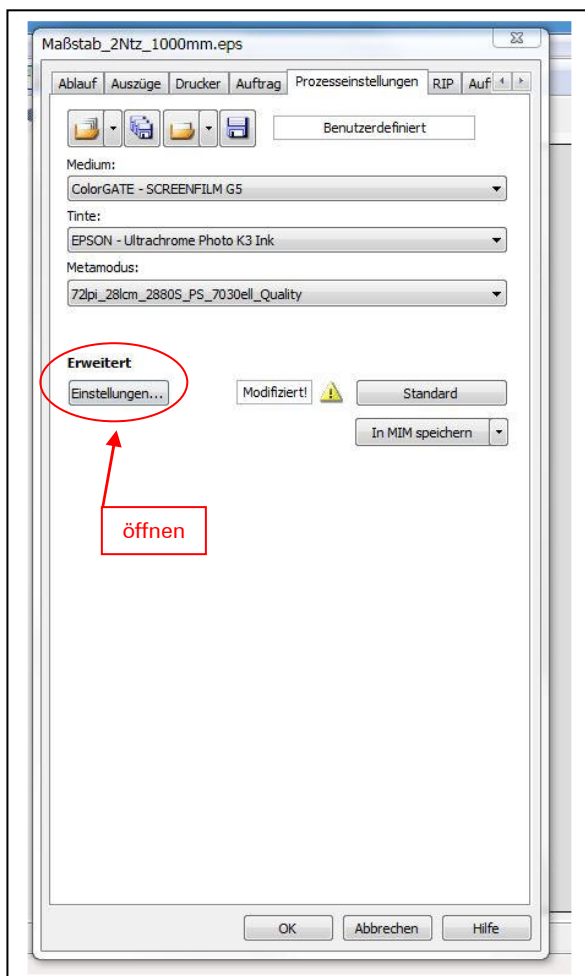 Maßstab_2Ntz_1000mm.eps
Ablauf Auszüge Drucker Auftrag Prozesseinstellungen RIP Auf
Benutzerdefiniert
Medium:
ColorGATE - SCREENFILM G5
Tinte:
EPSON - Ultrachrome Photo K3 Ink
Metamodus:
72lpi_28lcm_2880S_PS_7030ell_Quality
Erweitert
Einstellungen... Modifiziert! Standard
In MIM speichern
öffnen
OK Abbrechen Hilfe